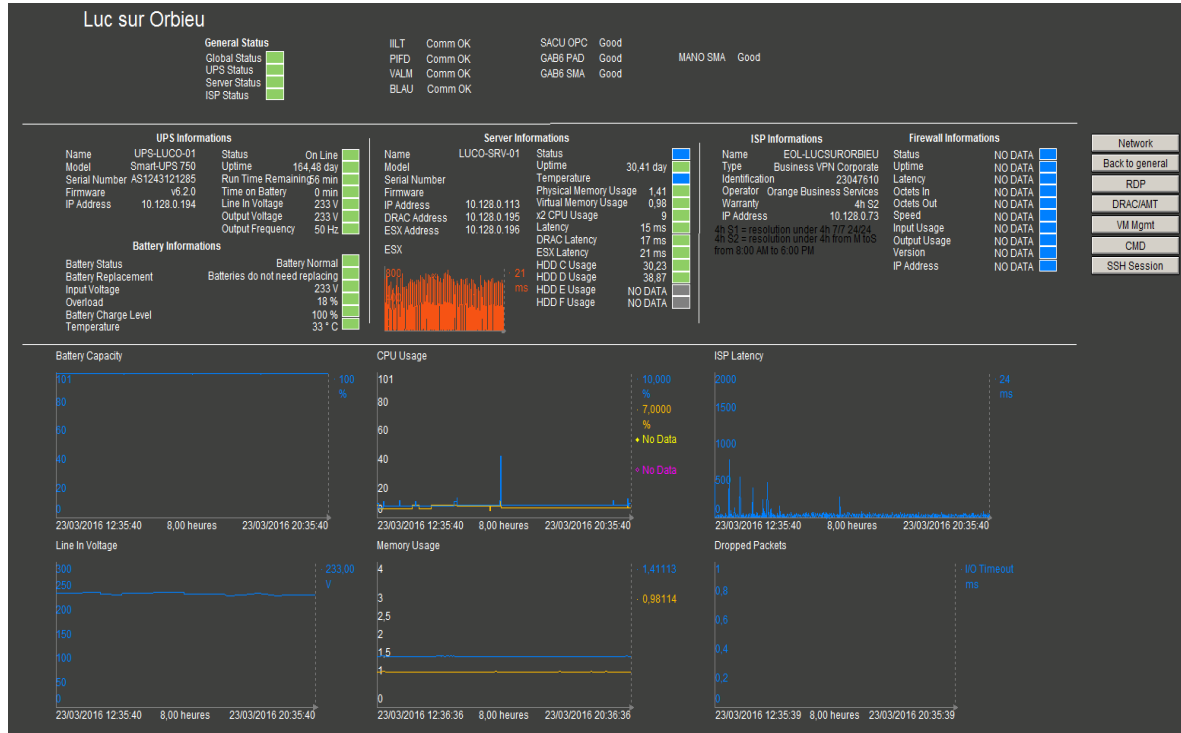 Luc sur Orbieu
General Status
Global Status
UPS Status
Server Status
ISP Status
IILT Comm OK
PIFD Comm OK
VALM Comm OK
BLAU Comm OK
SACU OPC Good
GAB6 PAD Good
GAB6 SMA Good
MANO SMA Good
UPS Informations
Name UPS-LUCO-01
Model Smart-UPS 750
Serial Number AS1243121285
Firmware v6.2.0
IP Address 10.128.0.194
Status On Line
Uptime 164,48 day
Run Time Remaining 56 min
Time on Battery 0 min
Line In Voltage 233 V
Output Voltage 233 V
Output Frequency 50 Hz
Battery Informations
Battery Status Battery Normal
Battery Replacement Batteries do not need replacing
Input Voltage 233 V
Overload 18 %
Battery Charge Level 100 %
Temperature 33 ° C
Server Informations
Name LUCO-SRV-01
Model
Serial Number
Firmware
IP Address 10.128.0.113
DRAC Address 10.128.0.195
ESX Address 10.128.0.196
ESX
800
21
ms
Status
Uptime 30,41 day
Temperature
Physical Memory Usage 1,41
Virtual Memory Usage 0,98
x2 CPU Usage 9
Latency 15 ms
DRAC Latency 17 ms
ESX Latency 21 ms
HDD C Usage 30,23
HDD D Usage 38,87
HDD E Usage NO DATA
HDD F Usage NO DATA
ISP Informations
Name EOL-LUCSURORBIEU
Type Business VPN Corporate
Identification 23047610
Operator Orange Business Services
Warranty 4h S2
IP Address 10.128.0.73
4h S1 = resolution under 4h 7/7 24/24
4h S2 = resolution under 4h from M to S
from 8:00 AM to 6:00 PM
Firewall Informations
Status NO DATA
Uptime NO DATA
Latency NO DATA
Octets In NO DATA
Octets Out NO DATA
Speed NO DATA
Input Usage NO DATA
Output Usage NO DATA
Version NO DATA
IP Address NO DATA
Network
Back to general
RDP
DRAC/AMT
VM Mgmt
CMD
SSH Session
Battery Capacity
101
80
60
40
20
0
100
%
23/03/2016 12:35:40 8,00 heures 23/03/2016 20:35:40
CPU Usage
101
80
60
40
20
0
10,000
%
7,0000
%
No Data
No Data
23/03/2016 12:35:40 8,00 heures 23/03/2016 20:35:40
ISP Latency
2000
1500
1000
500
0
24
ms
23/03/2016 12:35:40 8,00 heures 23/03/2016 20:35:40
Line In Voltage
300
250
200
150
100
50
0
233,00
V
23/03/2016 12:35:40 8,00 heures 23/03/2016 20:35:40
Memory Usage
4
3
2,5
2
1,5
1
0
1,41113
0,98114
23/03/2016 12:36:36 8,00 heures 23/03/2016 20:36:36
Dropped Packets
1
0,8
0,6
0,4
0,2
0
I/O Timeout
ms
23/03/2016 12:35:39 8,00 heures 23/03/2016 20:35:39